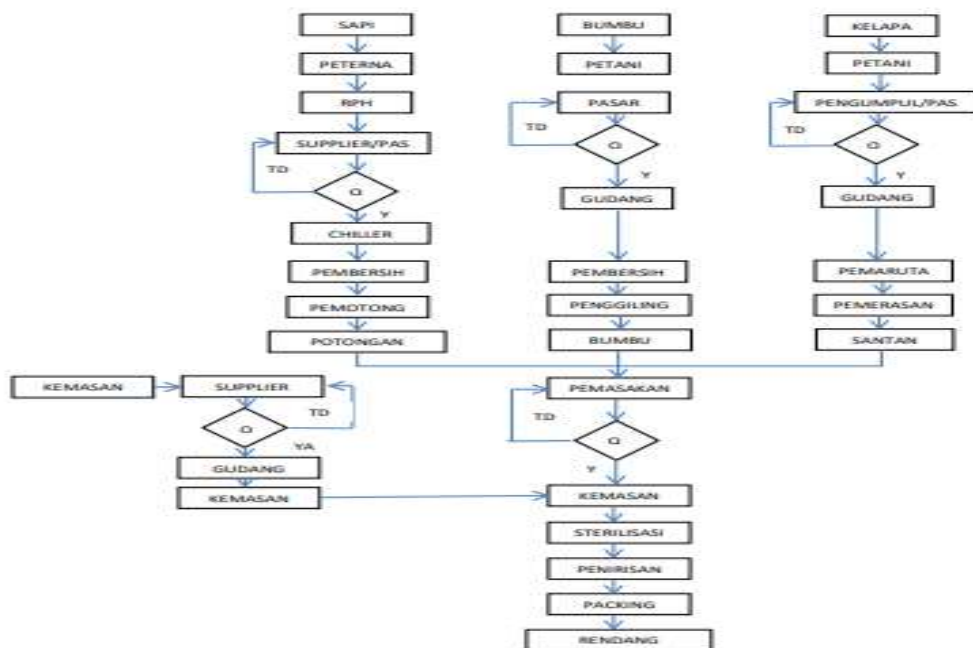 SAPI
PETERNA
RPH
SUPPLIER/PAS
TD
Q
Y
CHILLER
PEMBERSIH
PEMOTONG
POTONGAN
BUMBU
PETANI
PASAR
TD
Q
Y
GUDANG
PEMBERSIH
PENGGILING
BUMBU
KELAPA
PETANI
PENGUMPUL/PAS
TD
Q
Y
GUDANG
PEMARUTA
PEMERASAN
SANTAN
KEMASAN
SUPPLIER
TD
Q
YA
GUDANG
KEMASAN
PEMASAKAN
TD
Q
Y
KEMASAN
STERILISASI
PENIRISAN
PACKING
RENDANG